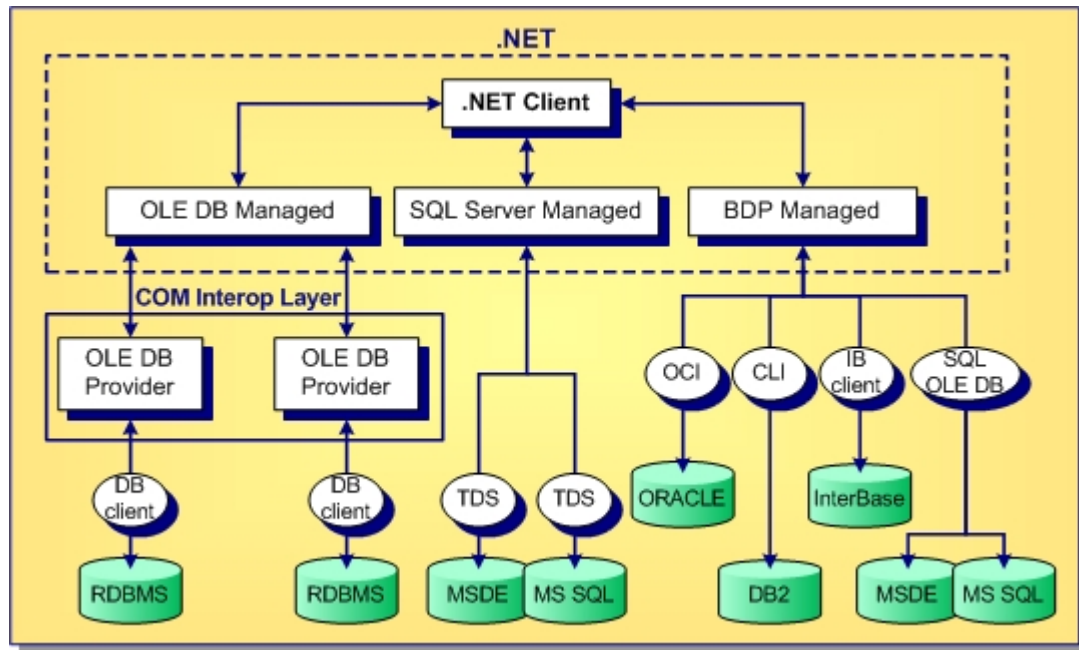 .NET
.NET Client
OLE DB Managed
SQL Server Managed
BDP Managed
COM Interop Layer
OLE DB
Provider
OLE DB
Provider
OCI
CLI
IB
client
SQL
OLE DB
DB
client
DB
client
TDS
TDS
ORACLE
InterBase
RDBMS
RDBMS
MSDE
MS SQL
DB2
MSDE
MS SQL